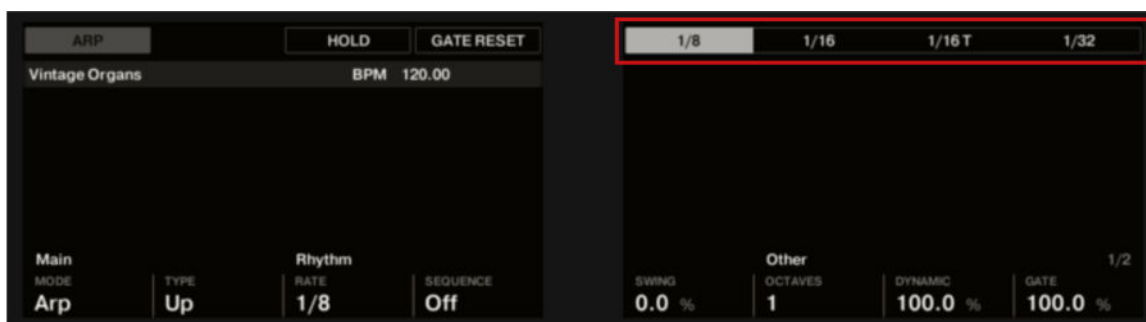 ARP HOLD GATE RESET
Vintage Organs BPM 120.00
Main Rhythm
MODE TYPE RATE SEQUENCE
Arp Up 1/8 Off
1/8 1/16 1/16 T 1/32
Other 1/2
SWING OCTAVES DYNAMIC GATE
0.0 % 1 100.0 % 100.0 %